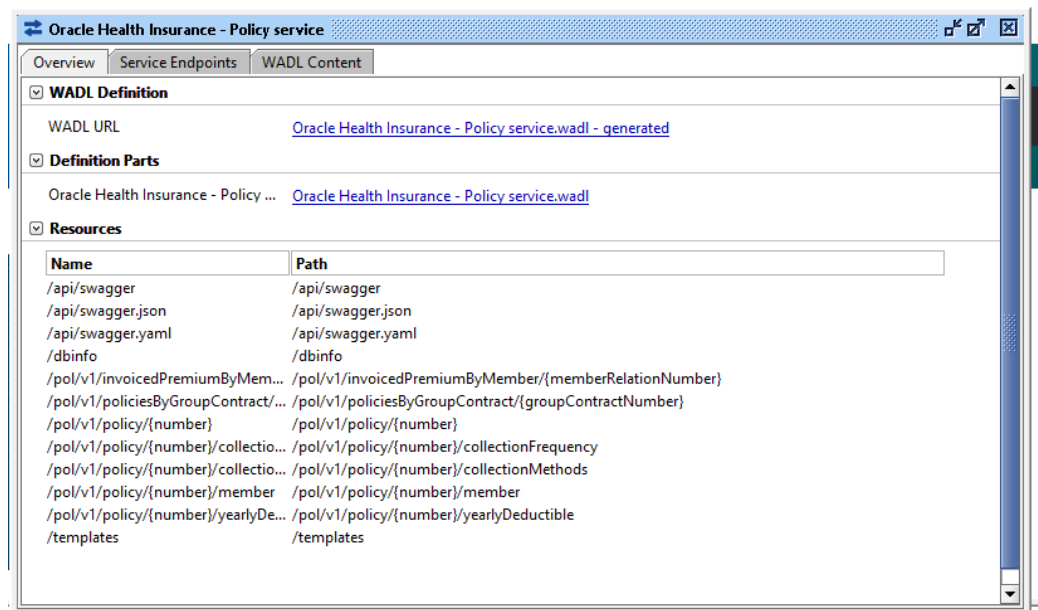 Oracle Health Insurance - Policy service
Overview Service Endpoints WADL Content
WADL Definition
WADL URL Oracle Health Insurance - Policy service.wadl - generated
Definition Parts
Oracle Health Insurance - Policy ... Oracle Health Insurance - Policy service.wadl
Resources
Name Path
/api/swagger /api/swagger
/api/swagger.json /api/swagger.json
/api/swagger.yaml /api/swagger.yaml
/dbinfo /dbinfo
/pol/v1/invoicedPremiumByMem... /pol/v1/invoicedPremiumByMember/{memberRelationNumber}
/pol/v1/policiesByGroupContract/... /pol/v1/policiesByGroupContract/{groupContractNumber}
/pol/v1/policy/{number} /pol/v1/policy/{number}
/pol/v1/policy/{number}/collectio... /pol/v1/policy/{number}/collectionFrequency
/pol/v1/policy/{number}/collectio... /pol/v1/policy/{number}/collectionMethods
/pol/v1/policy/{number}/member /pol/v1/policy/{number}/member
/pol/v1/policy/{number}/yearlyDe... /pol/v1/policy/{number}/yearlyDeductible
/templates /templates